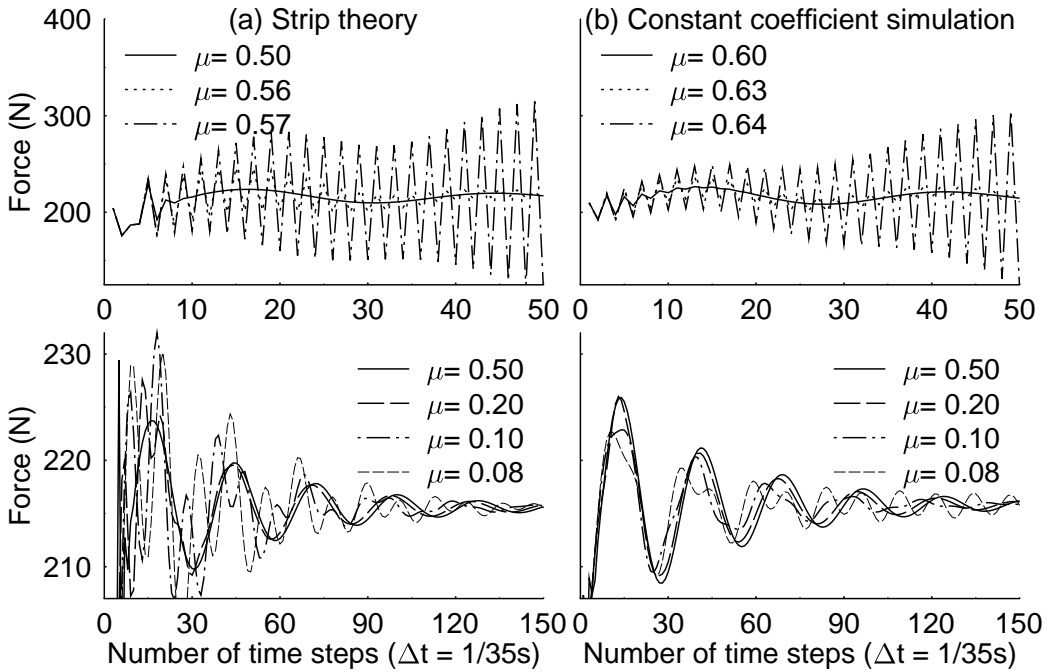 (a) Strip theory
(b) Constant coefficient simulation
400
300
200
Force (N)
μ= 0.50
μ= 0.56
μ= 0.57
0 10 20 30 40 50
μ= 0.60
μ= 0.63
μ= 0.64
0 10 20 30 40 50
230
220
210
Force (N)
μ= 0.50
μ= 0.20
μ= 0.10
μ= 0.08
0 30 60 90 120 150
Number of time steps (Δt = 1/35s)
μ= 0.50
μ= 0.20
μ= 0.10
μ= 0.08
0 30 60 90 120 150
Number of time steps (Δt = 1/35s)